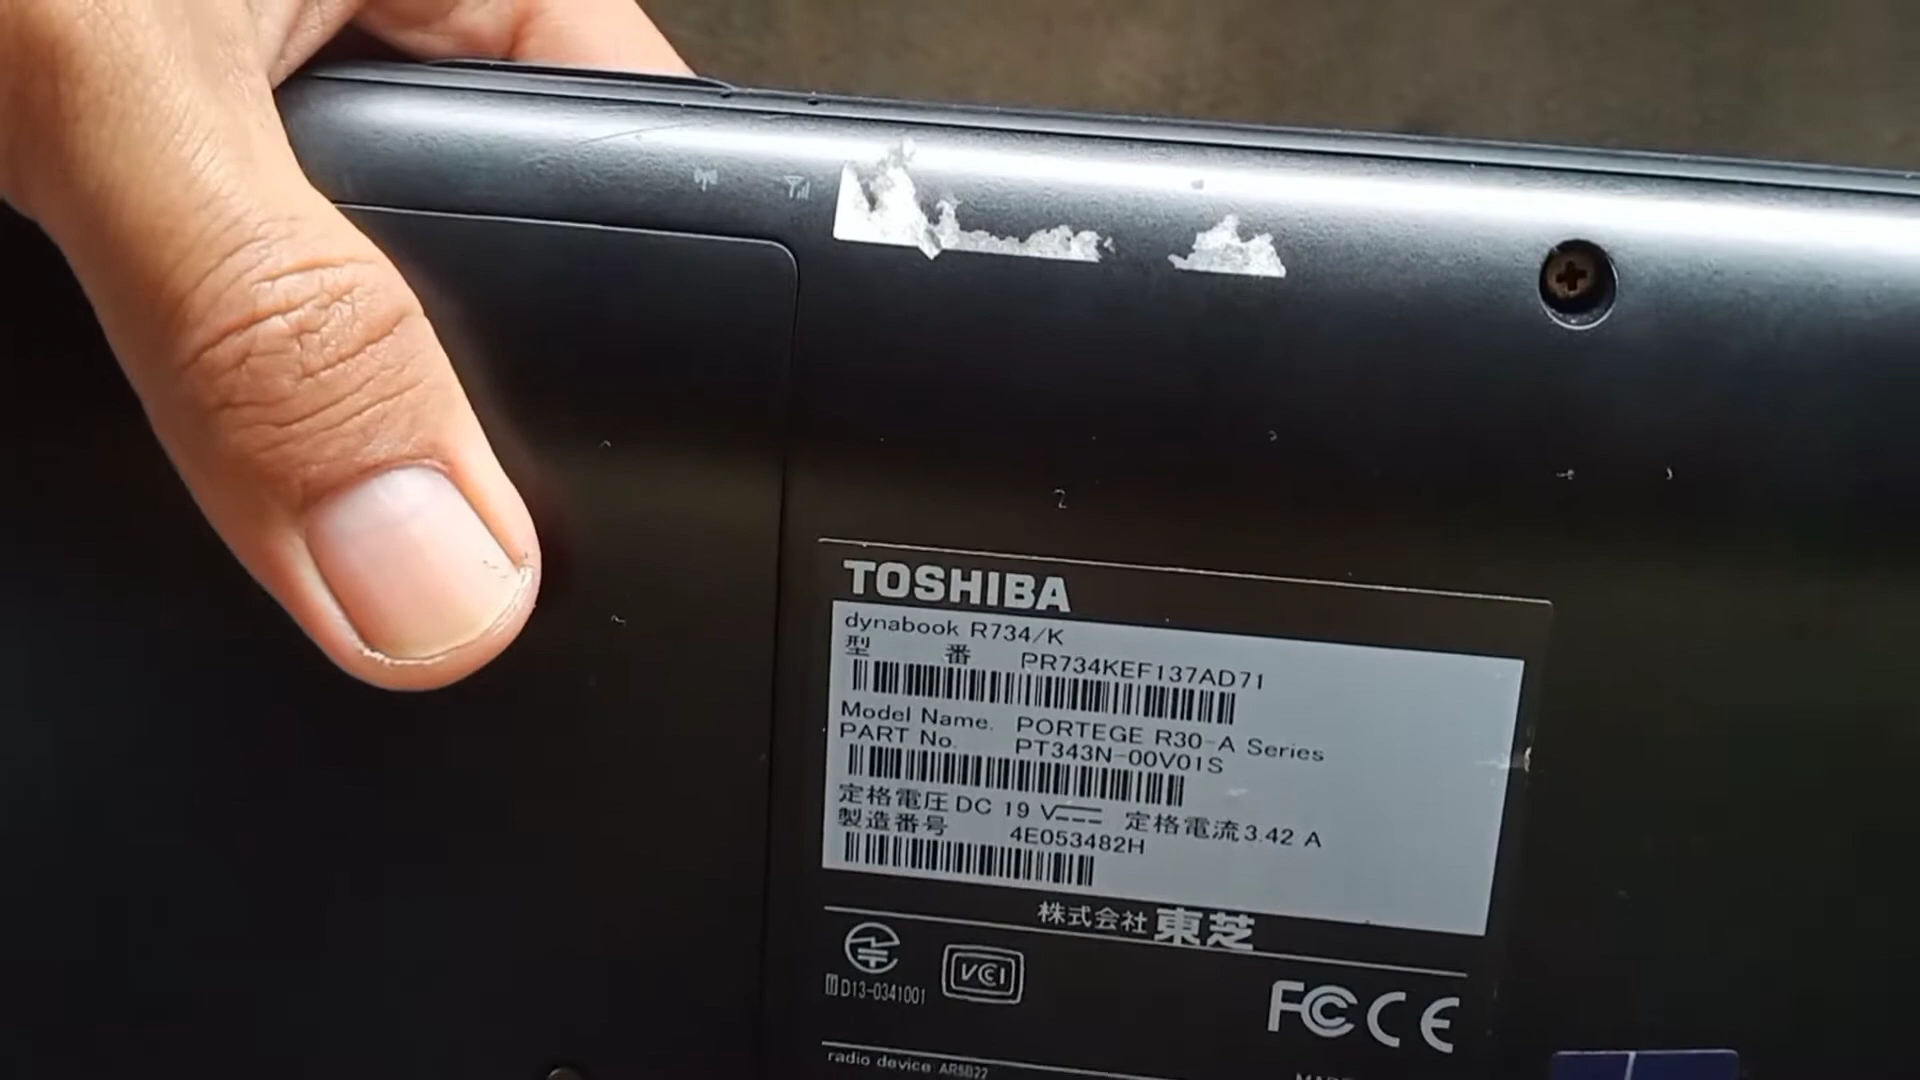 TOSHIBA
dynabook R734/K
型 番 PR734KEF137AD71
Model Name. PORTEGE R30-A Series
PART No. PT343N-00V01S
定格電圧 DC 19 V 定格電流3.42 A
製造番号 4E053482H
株式会社 東芝
D13-0341001
VCI
FC CE
radio device AR5B22